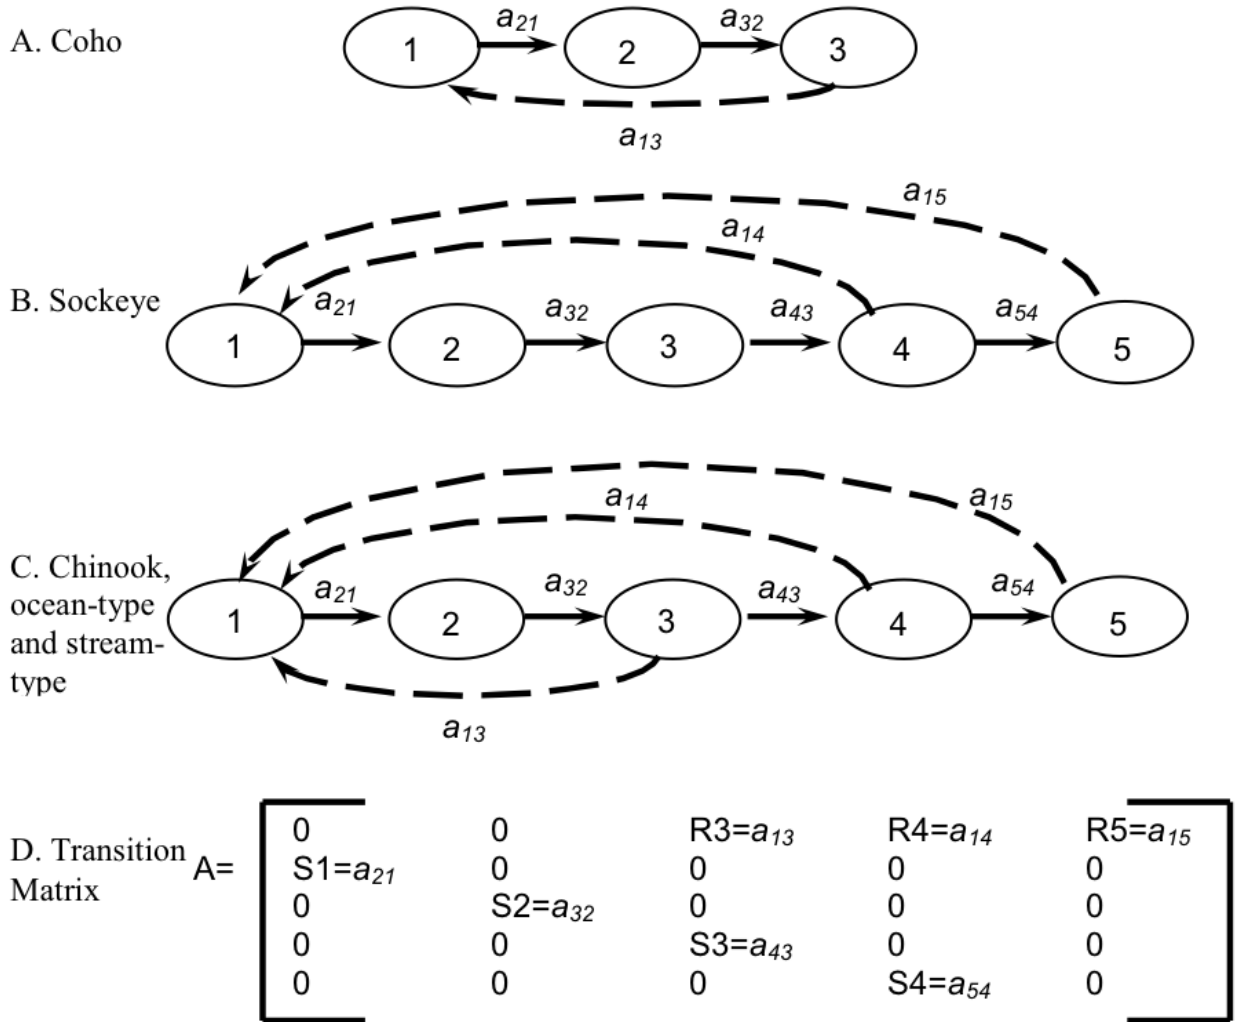 A. Coho
a21 a32
1 2 3
a13
a15
a14
B. Sockeye
a21 a32 a43 a54
1 2 3 4 5
a14 a15
C. Chinook,
ocean-type
and stream-
type
a21 a32 a43 a54
1 2 3 4 5
a13
D. Transition
Matrix
A=
0 0 R3=a13 R4=a14 R5=a15
S1=a21 0 0 0 0
0 S2=a32 0 0 0
0 0 S3=a43 0 0
0 0 0 S4=a54 0